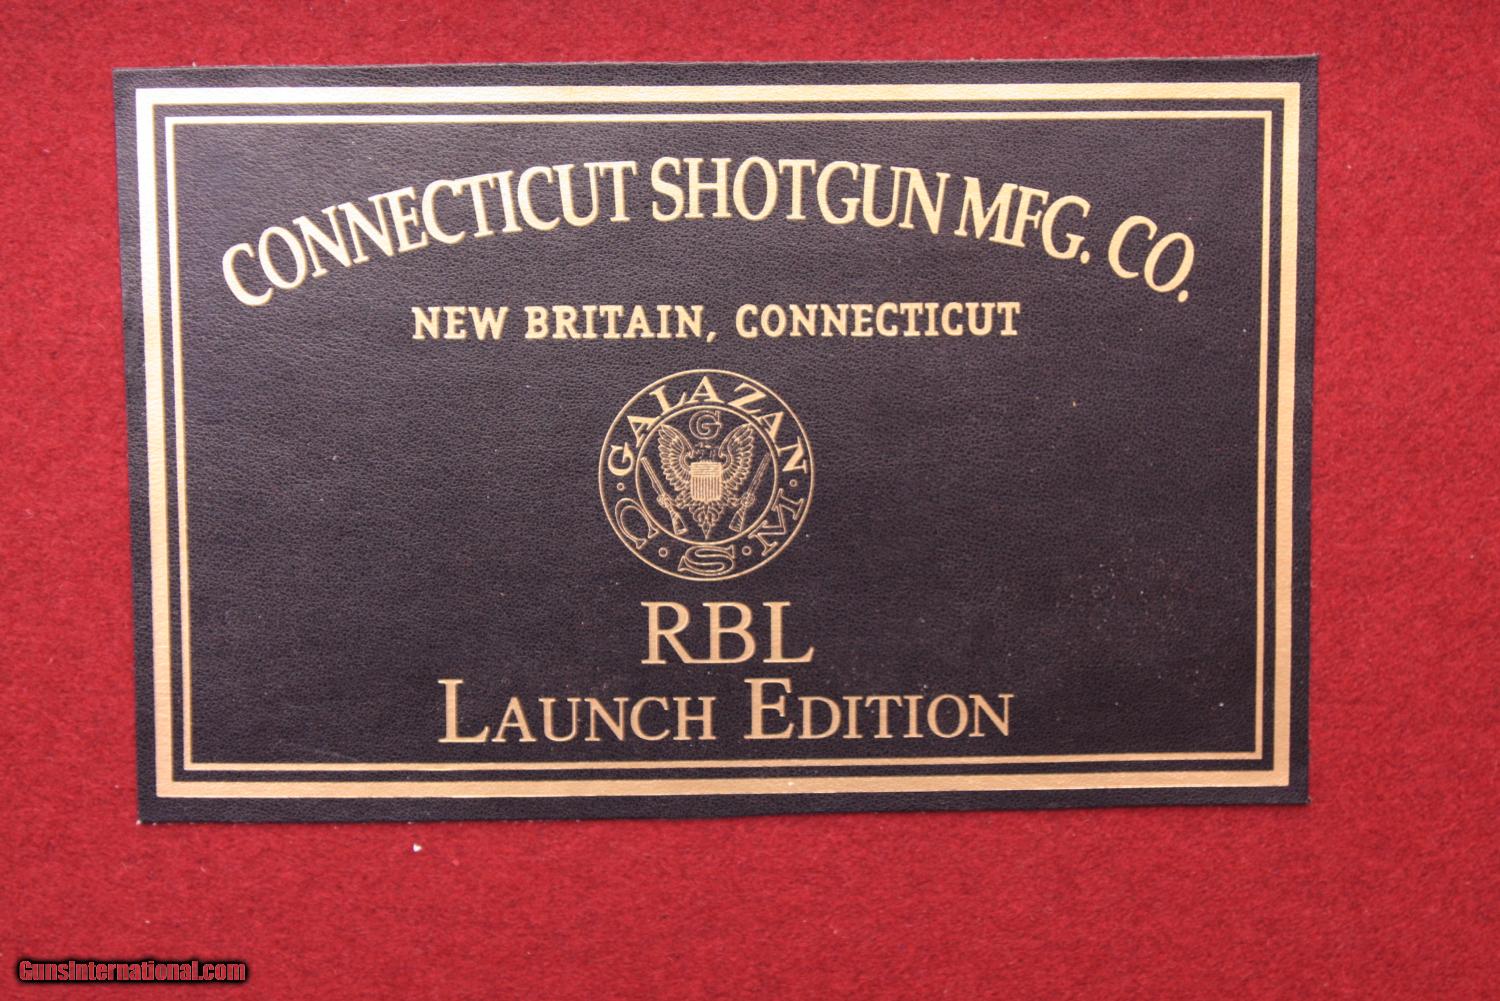 CONNECTICUT SHOTGUN MFG. CO.
NEW BRITAIN, CONNECTICUT
· GALAZAN ·
G
C · S · M
RBL
LAUNCH EDITION
GunsInternational.com